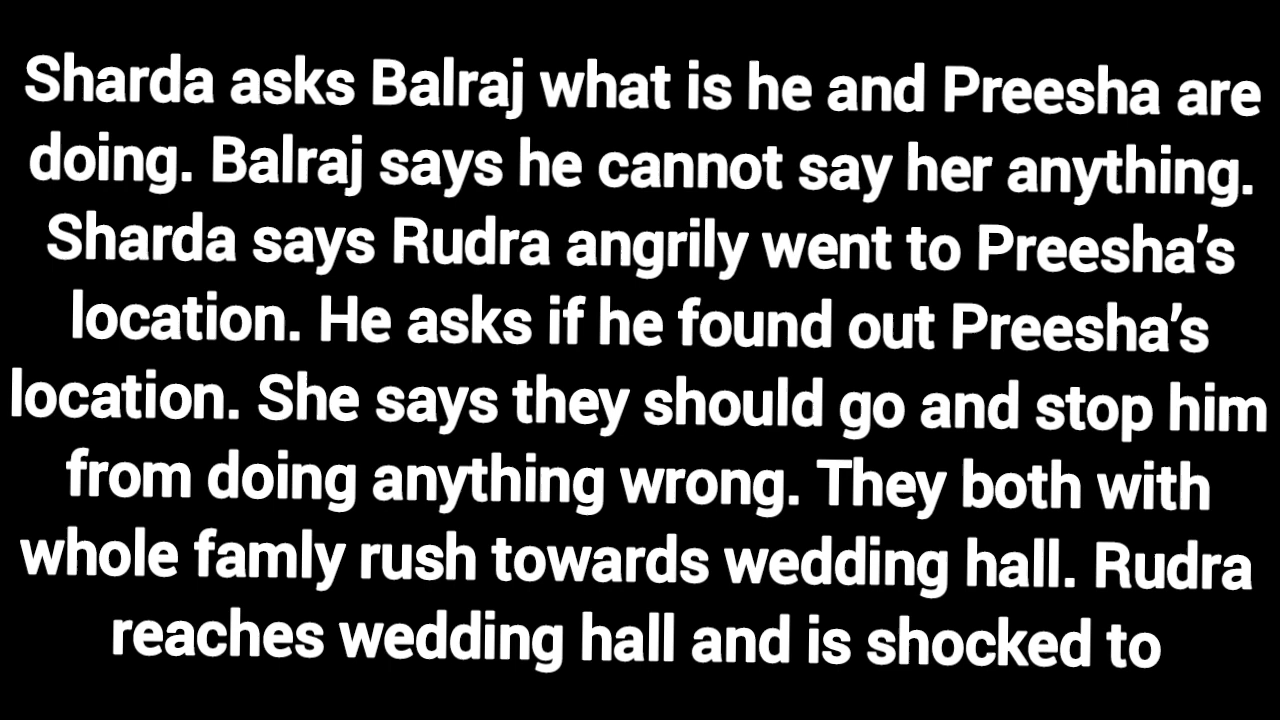 Sharda asks Balraj what is he and Preesha are
doing. Balraj says he cannot say her anything.
Sharda says Rudra angrily went to Preesha's
location. He asks if he found out Preesha's
location. She says they should go and stop him
from doing anything wrong. They both with
whole famly rush towards wedding hall. Rudra
reaches wedding hall and is shocked to